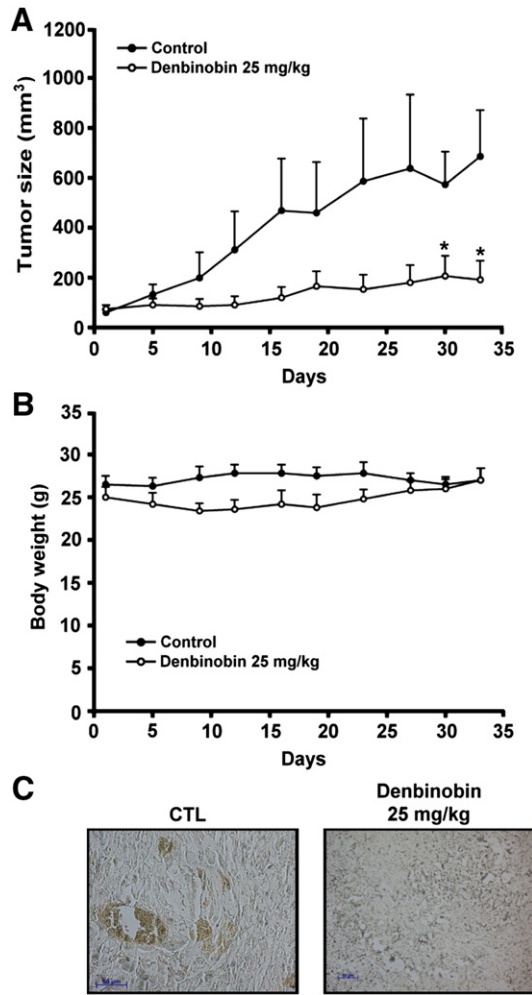 A
1200
1000
800
600
400
200
0
Tumor size (mm³)
Control
Denbinobin 25 mg/kg
*
*
0 5 10 15 20 25 30 35
Days
B
35
30
25
20
15
10
5
0
Body weight (g)
Control
Denbinobin 25 mg/kg
0 5 10 15 20 25 30 35
Days
C
CTL
Denbinobin
25 mg/kg